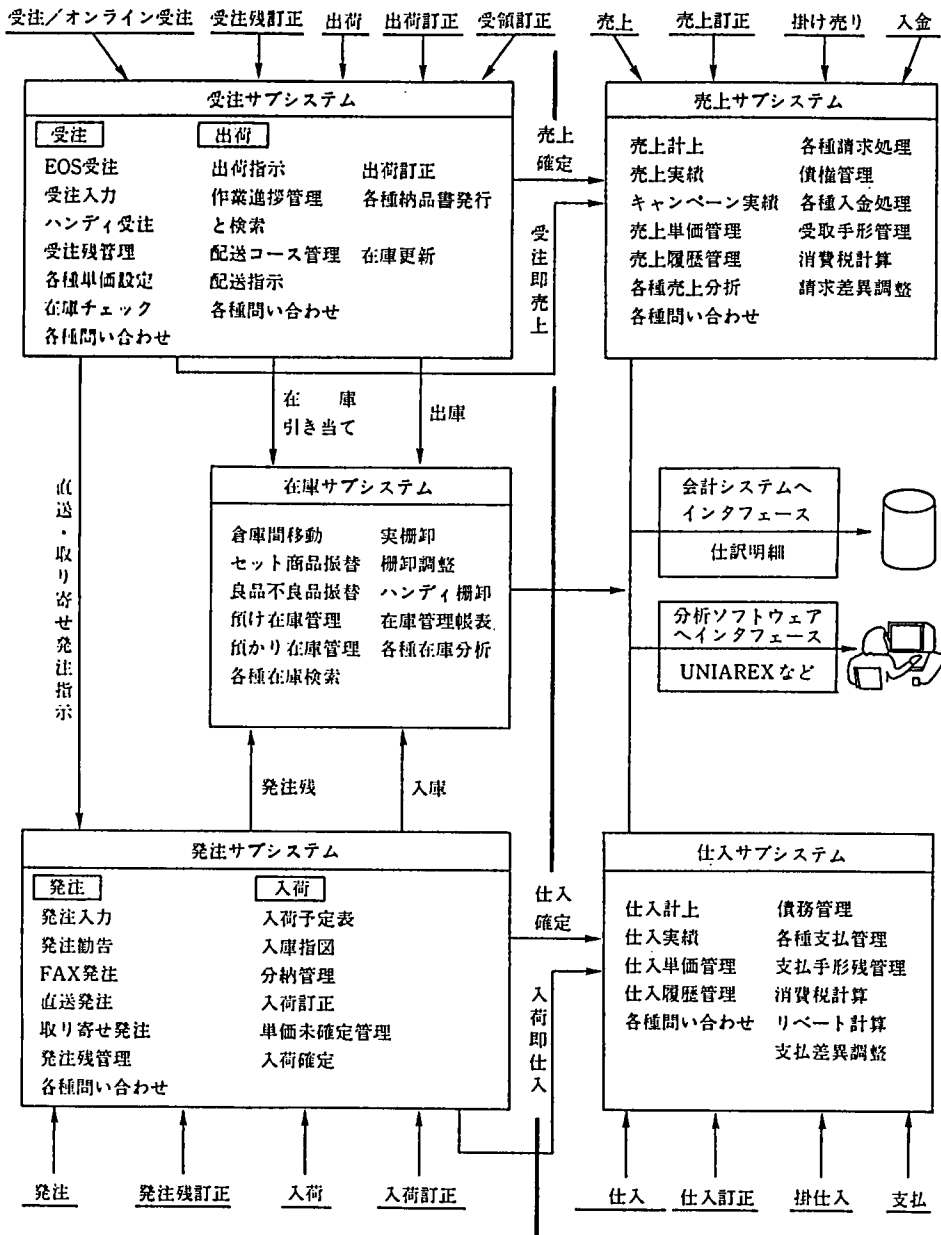 受注/オンライン受注
受注残訂正
出荷
出荷訂正
受領訂正
売上
売上訂正
掛け売り
入金
受注サブシステム
受注
EOS受注
受注入力
ハンディ受注
受注残管理
各種単価設定
在庫チェック
各種問い合わせ
出荷
出荷指示
作業進捗管理
と検索
配送コース管理
配送指示
各種問い合わせ
出荷訂正
各種納品書発行
在庫更新
売上
確定
受注即売上
売上サブシステム
売上計上
売上実績
キャンペーン実績
売上単価管理
売上履歴管理
各種売上分析
各種問い合わせ
各種請求処理
債権管理
各種入金処理
受取手形管理
消費税計算
請求差異調整
在庫
引き当て
出庫
直送・取り寄せ発注指示
在庫サブシステム
倉庫間移動
セット商品振替
良品不良品振替
預け在庫管理
預かり在庫管理
各種在庫検索
実棚卸
棚卸調整
ハンディ棚卸
在庫管理帳表
各種在庫分析
会計システムへ
インタフェース
仕訳明細
分析ソフトウェア
へインタフェース
UNIAREXなど
発注残
入庫
発注サブシステム
発注
発注入力
発注勧告
FAX発注
直送発注
取り寄せ発注
発注残管理
各種問い合わせ
入荷
入荷予定表
入庫指図
分納管理
入荷訂正
単価未確定管理
入荷確定
仕入
確定
入荷即仕入
仕入サブシステム
仕入計上
仕入実績
仕入単価管理
仕入履歴管理
各種問い合わせ
債務管理
各種支払管理
支払手形残管理
消費税計算
リベート計算
支払差異調整
発注
発注残訂正
入荷
入荷訂正
仕入
仕入訂正
掛仕入
支払